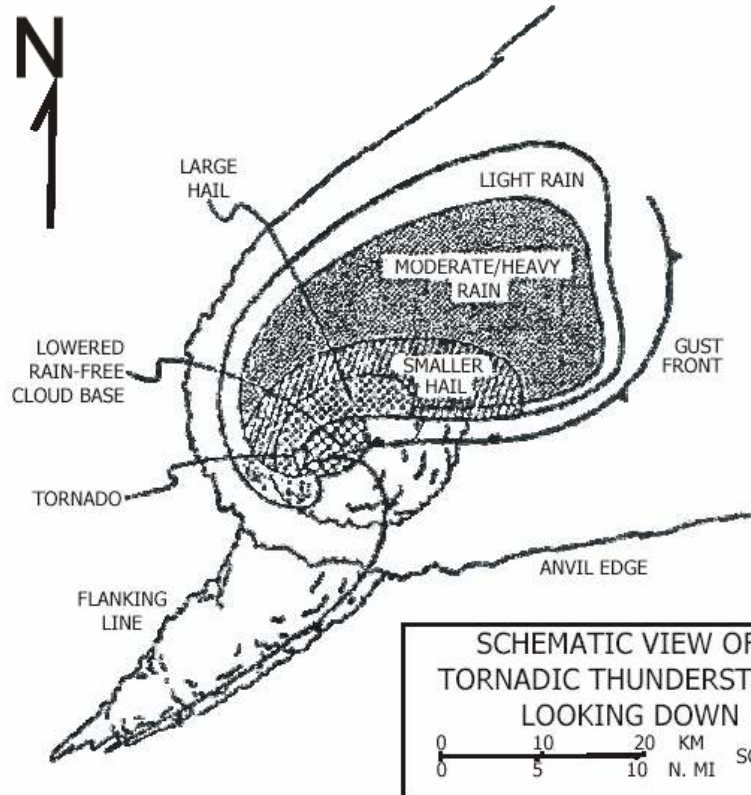 N
LARGE
HAIL
LIGHT RAIN
MODERATE/HEAVY
RAIN
LOWERED
RAIN-FREE
CLOUD BASE
SMALLER
HAIL
GUST
FRONT
TORNADO
ANVIL EDGE
FLANKING
LINE
SCHEMATIC VIEW OF
TORNADIC THUNDERST
LOOKING DOWN
0 10 20 KM
0 5 10 N. MI